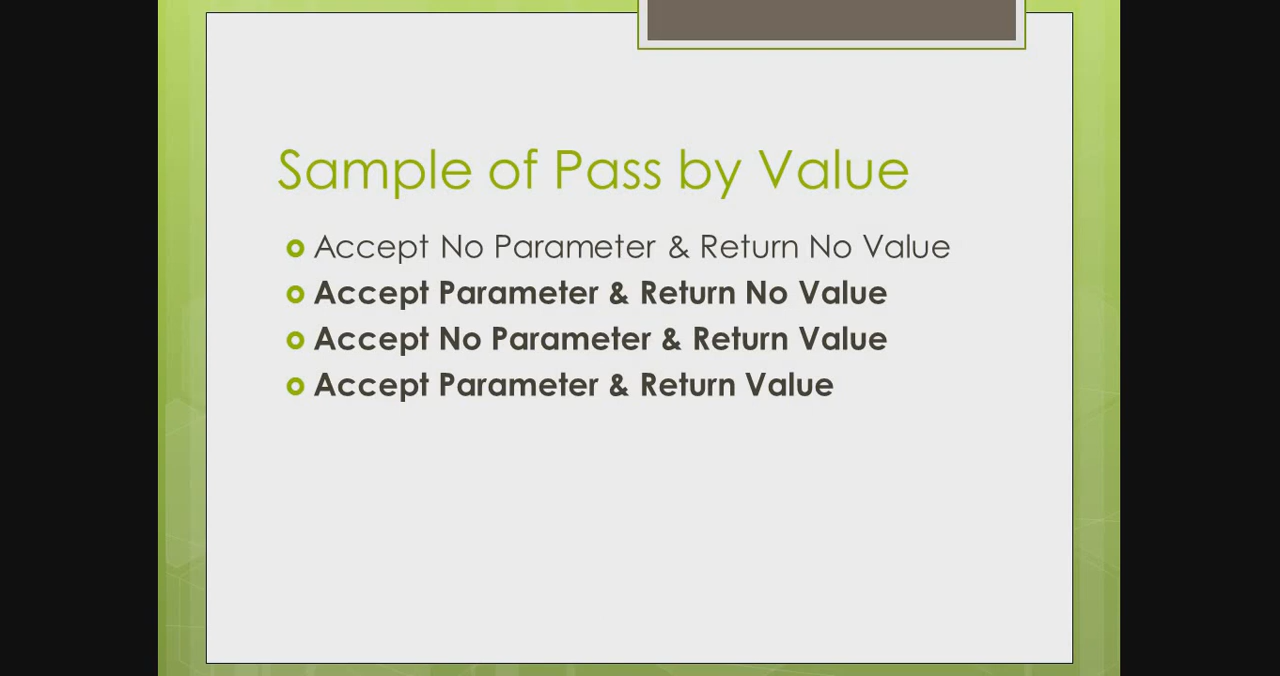 Sample of Pass by Value
Accept No Parameter & Return No Value
Accept Parameter & Return No Value
Accept No Parameter & Return Value
Accept Parameter & Return Value